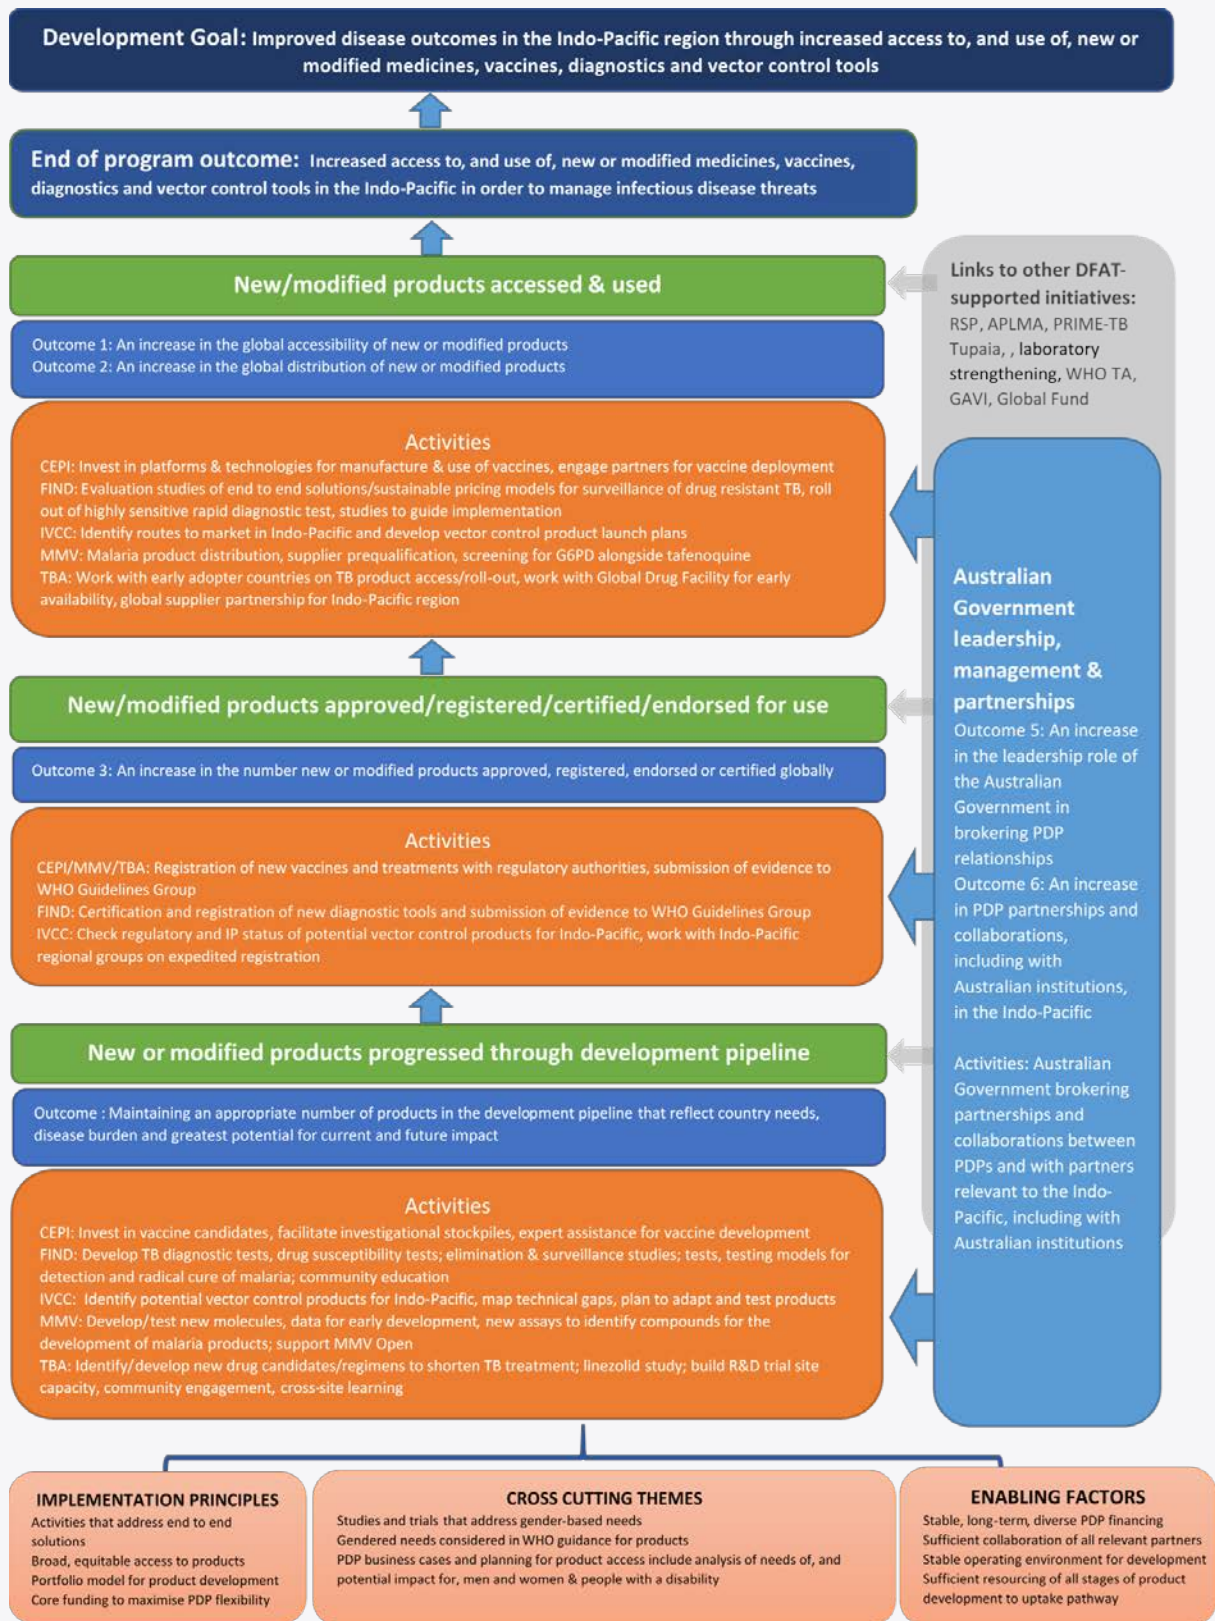 Development Goal: Improved disease outcomes in the Indo-Pacific region through increased access to, and use of, new or
modified medicines, vaccines, diagnostics and vector control tools
End of program outcome: Increased access to, and use of, new or modified medicines, vaccines,
diagnostics and vector control tools in the Indo-Pacific in order to manage infectious disease threats
New/modified products accessed & used
Outcome 1: An increase in the global accessibility of new or modified products
Outcome 2: An increase in the global distribution of new or modified products
Activities
CEPI: Invest in platforms & technologies for manufacture & use of vaccines, engage partners for vaccine deployment
FIND: Evaluation studies of end to end solutions/sustainable pricing models for surveillance of drug resistant TB, roll
out of highly sensitive rapid diagnostic test, studies to guide implementation
IVCC: Identify routes to market in Indo-Pacific and develop vector control product launch plans
MMV: Malaria product distribution, supplier prequalification, screening for G6PD alongside tafenoquine
TBA: Work with early adopter countries on TB product access/roll-out, work with Global Drug Facility for early
availability, global supplier partnership for Indo-Pacific region
New/modified products approved/registered/certified/endorsed for use
Outcome 3: An increase in the number new or modified products approved, registered, endorsed or certified globally
Activities
CEPI/MMV/TBA: Registration of new vaccines and treatments with regulatory authorities, submission of evidence to
WHO Guidelines Group
FIND: Certification and registration of new diagnostic tools and submission of evidence to WHO Guidelines Group
IVCC: Check regulatory and IP status of potential vector control products for Indo-Pacific, work with Indo-Pacific
regional groups on expedited registration
New or modified products progressed through development pipeline
Outcome : Maintaining an appropriate number of products in the development pipeline that reflect country needs,
disease burden and greatest potential for current and future impact
Activities
CEPI: Invest in vaccine candidates, facilitate investigational stockpiles, expert assistance for vaccine development
FIND: Develop TB diagnostic tests, drug susceptibility tests; elimination & surveillance studies; tests, testing models for
detection and radical cure of malaria; community education
IVCC:  Identify potential vector control products for Indo-Pacific, map technical gaps, plan to adapt and test products
MMV: Develop/test new molecules, data for early development, new assays to identify compounds for the
development of malaria products; support MMV Open
TBA: Identify/develop new drug candidates/regimens to shorten TB treatment; linezolid study; build R&D trial site
capacity, community engagement, cross-site learning
Links to other DFAT-
supported initiatives:
RSP, APLMA, PRIME-TB
Tupaia, , laboratory
strengthening, WHO TA,
GAVI, Global Fund
Australian
Government
leadership,
management &
partnerships
Outcome 5: An increase
in the leadership role of
the Australian
Government in
brokering PDP
relationships
Outcome 6: An increase
in PDP partnerships and
collaborations,
including with
Australian institutions,
in the Indo-Pacific
Activities: Australian
Government brokering
partnerships and
collaborations between
PDPs and with partners
relevant to the Indo-
Pacific, including with
Australian institutions
IMPLEMENTATION PRINCIPLES
Activities that address end to end
solutions
Broad, equitable access to products
Portfolio model for product development
Core funding to maximise PDP flexibility
CROSS CUTTING THEMES
Studies and trials that address gender-based needs
Gendered needs considered in WHO guidance for products
PDP business cases and planning for product access include analysis of needs of, and
potential impact for, men and women & people with a disability
ENABLING FACTORS
Stable, long-term, diverse PDP financing
Sufficient collaboration of all relevant partners
Stable operating environment for development
Sufficient resourcing of all stages of product
development to uptake pathway